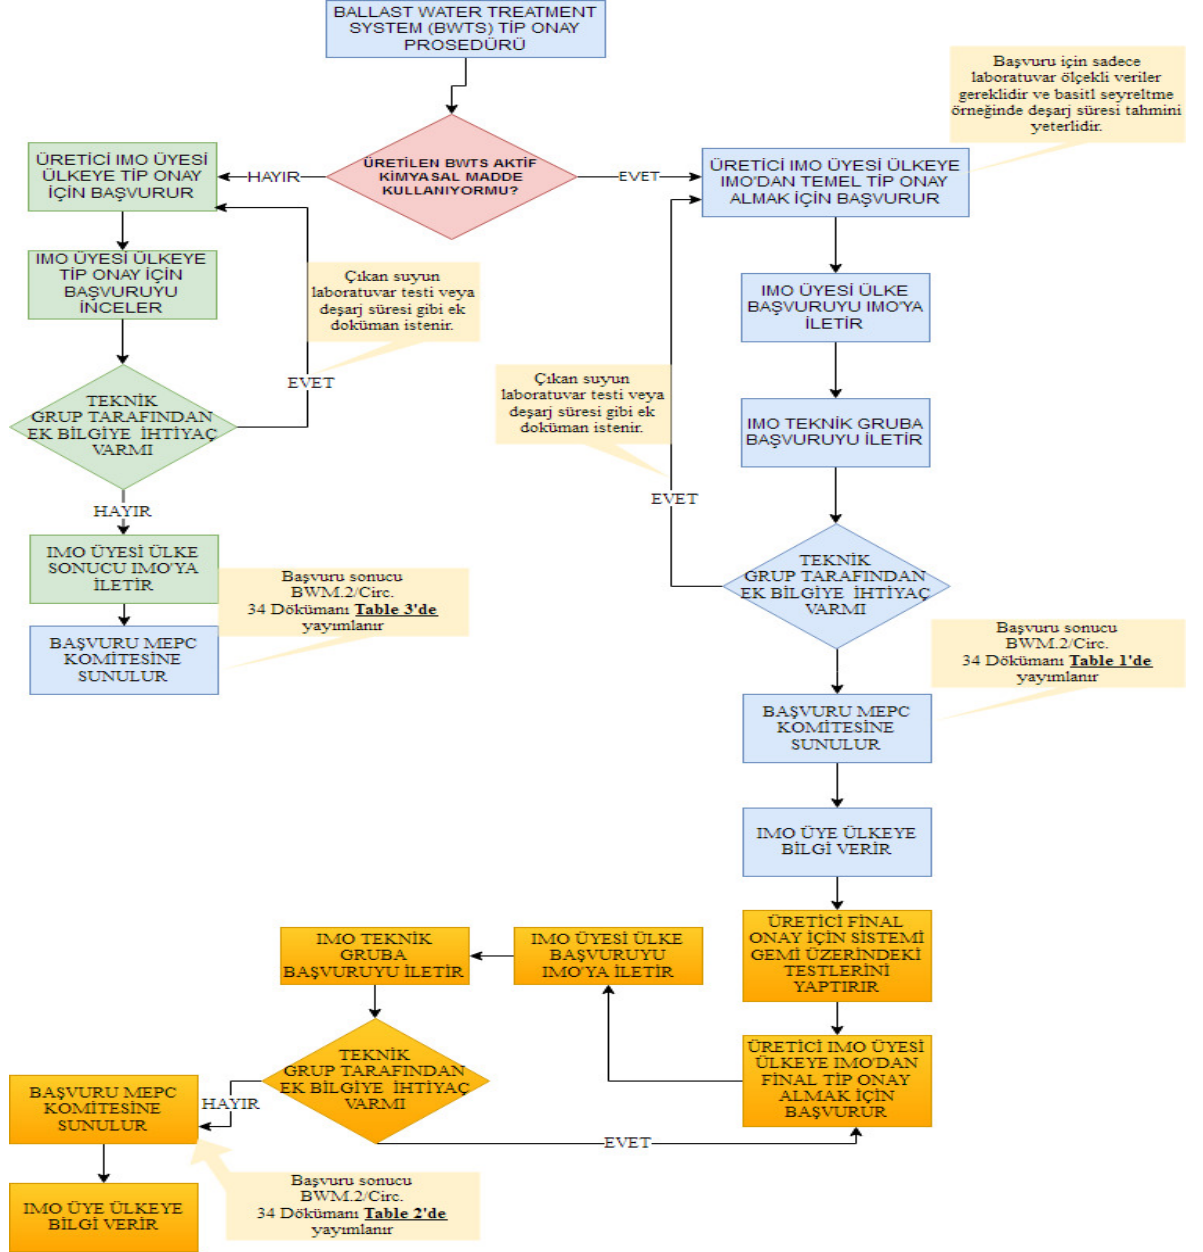 BALLAST WATER TREATMENT
SYSTEM (BWTS) TİP ONAY
PROSEDÜRÜ
Başvuru için sadece
laboratuvar ölçekli veriler
gereklidir ve basitl seyreltme
örneğinde deşarj süresi tahmini
yeterlidir.
ÜRETİCİ IMO ÜYESİ
ÜLKEYE TİP ONAY
İÇİN BAŞVURUR
HAYIR
ÜRETİLEN BWTS AKTİF
KİMYASAL MADDE
KULLANIYORMU?
EVET
ÜRETİCİ IMO ÜYESİ ÜLKEYE
IMO'DAN TEMEL TİP ONAY
ALMAK İÇİN BAŞVURUR
IMO ÜYESİ ÜLKEYE
TİP ONAY İÇİN
BAŞVURUYU
İNCELER
Çıkan suyun
laboratuvar testi veya
deşarj süresi gibi ek
doküman istenir.
EVET
IMO ÜYESİ ÜLKE
BAŞVURUYU IMO'YA
İLETİR
TEKNİK
GRUP TARAFINDAN
EK BİLGİYE İHTİYAÇ
VARMI
Çıkan suyun
laboratuvar testi veya
deşarj süresi gibi ek
doküman istenir.
EVET
IMO TEKNİK GRUBA
BAŞVURUYU İLETİR
HAYIR
IMO ÜYESİ ÜLKE
SONUCU IMO'YA
İLETİR
Başvuru sonucu
BWM.2/Circ.
34 Dökümanı Table 3'de
yayımlanır
BAŞVURU MEPC
KOMİTESİNE
SUNULUR
TEKNİK
GRUP TARAFINDAN
EK BİLGİYE İHTİYAÇ
VARMI
Başvuru sonucu
BWM.2/Circ.
34 Dökümanı Table 1'de
yayımlanır
BAŞVURU MEPC
KOMİTESİNE
SUNULUR
IMO ÜYE ÜLKEYE
BİLGİ VERİR
ÜRETİCİ FİNAL
ONAY İÇİN SİSTEMİ
GEMİ ÜZERİNDEKİ
TESTLERİNİ
YAPTIRIR
ÜRETİCİ IMO ÜYESİ
ÜLKEYE IMO'DAN
FİNAL TİP ONAY
ALMAK İÇİN
BAŞVURUR
IMO ÜYESİ ÜLKE
BAŞVURUYU
IMO'YA İLETİR
IMO TEKNİK
GRUBA
BAŞVURUYU İLETİR
TEKNİK
GRUP TARAFINDAN
EK BİLGİYE İHTİYAÇ
VARMI
EVET
HAYIR
BAŞVURU MEPC
KOMİTESİNE
SUNULUR
Başvuru sonucu
BWM.2/Circ.
34 Dökümanı Table 2'de
yayımlanır
IMO ÜYE ÜLKEYE
BİLGİ VERİR